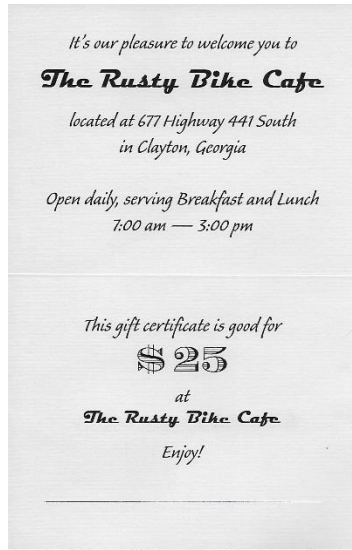 It's our pleasure to welcome you to
The Rusty Bike Cafe
located at 677 Highway 441 South
in Clayton, Georgia
Open daily, serving Breakfast and Lunch
7:00 am — 3:00 pm
This gift certificate is good for
$25
at
The Rusty Bike Cafe
Enjoy!